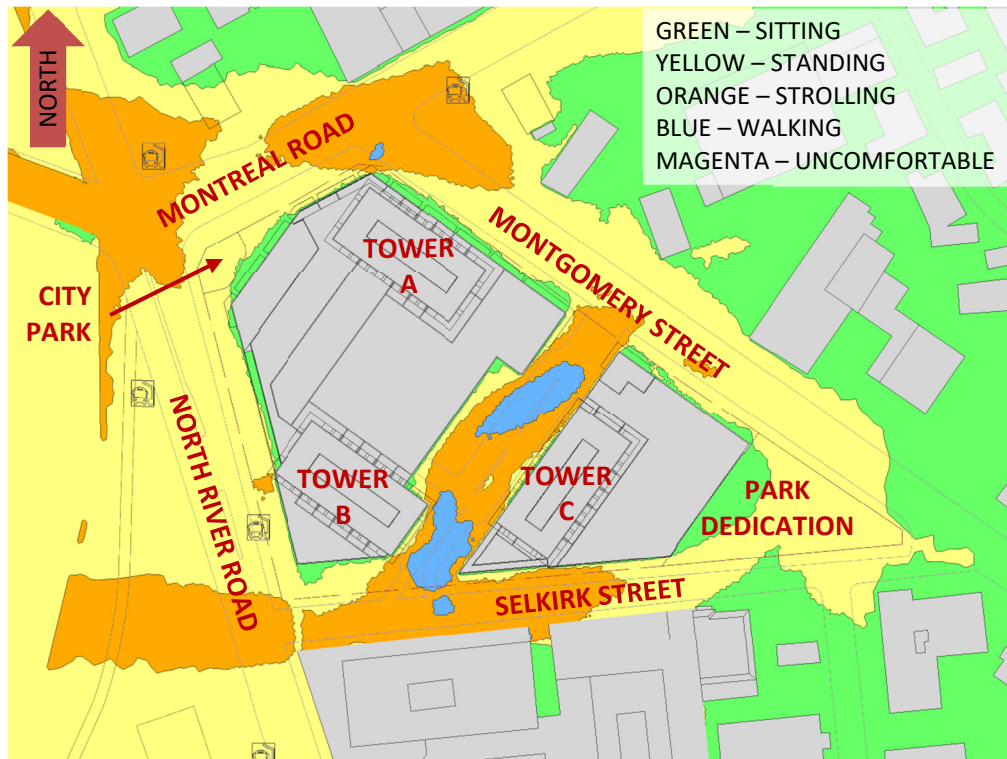 NORTH
GREEN – SITTING
YELLOW – STANDING
ORANGE – STROLLING
BLUE – WALKING
MAGENTA – UNCOMFORTABLE
MONTREAL ROAD
MONTGOMERY STREET
TOWER
A
CITY
PARK
NORTH RIVER ROAD
TOWER
B
TOWER
C
PARK
DEDICATION
SELKIRK STREET